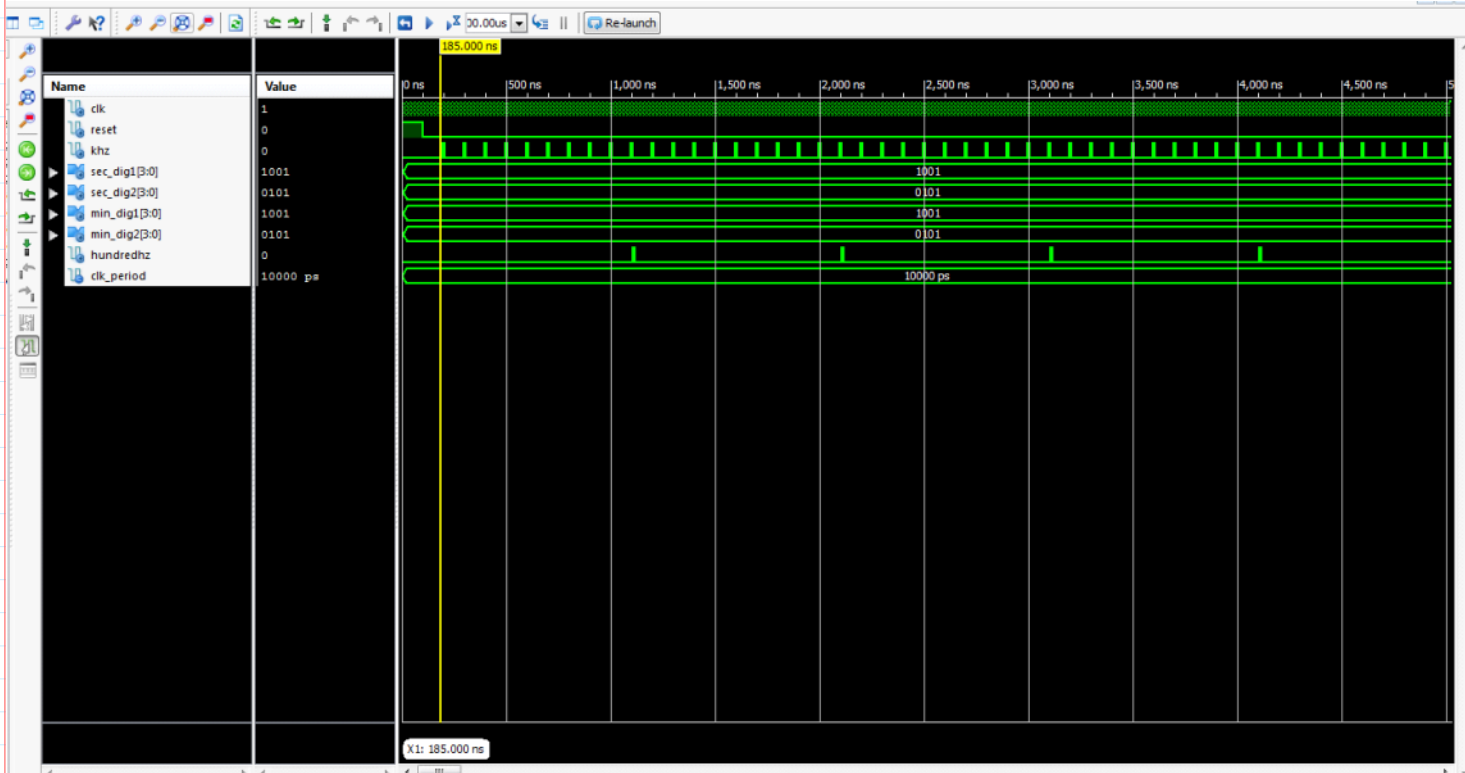 00.00us Re-launch
185.000 ns
Name Value
0 ns 500 ns 1,000 ns 1,500 ns 2,000 ns 2,500 ns 3,000 ns 3,500 ns 4,000 ns 4,500 ns 5
clk 1
reset 0
khz 0
sec_dig1[3:0] 1001 1001
sec_dig2[3:0] 0101 0101
min_dig1[3:0] 1001 1001
min_dig2[3:0] 0101 0101
hundredhz 0
clk_period 10000 ps 10000 ps
X1: 185.000 ns